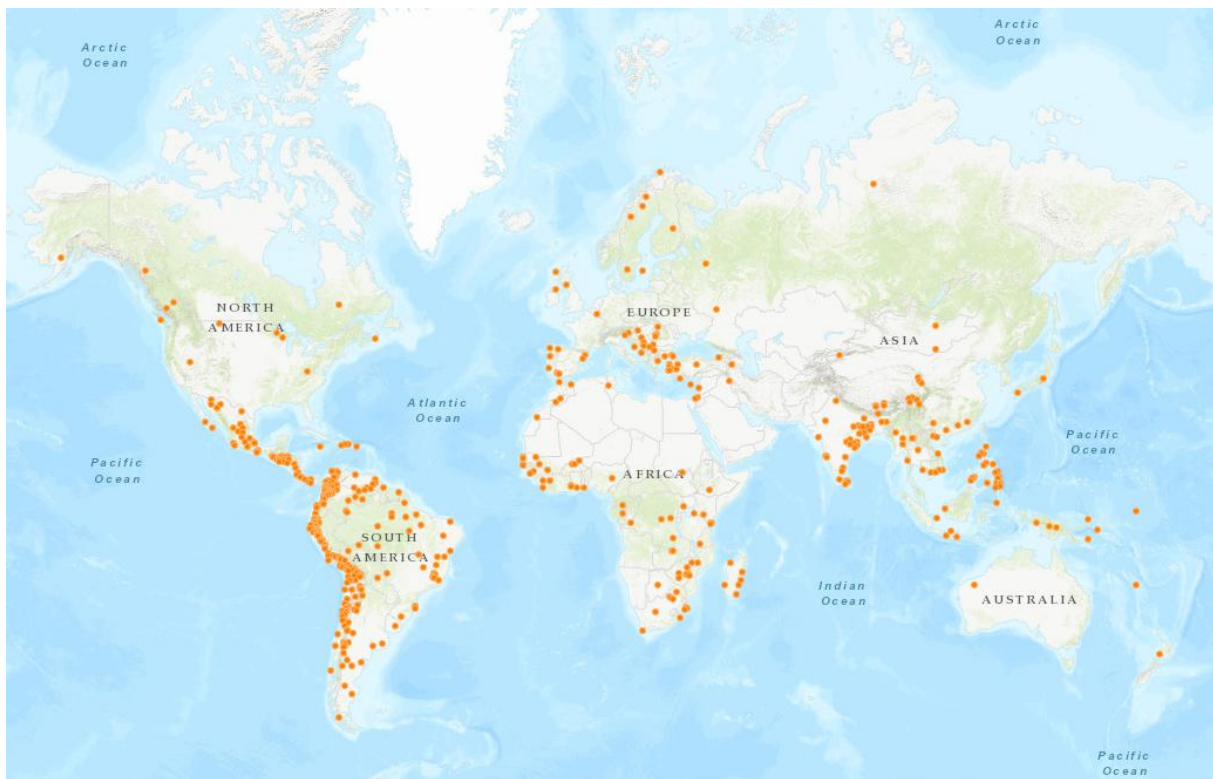 Arctic
Ocean
Arctic
Ocean
NORTH
AMERICA
EUROPE
ASIA
Atlantic
Ocean
Pacific
Ocean
Pacific
Ocean
AFRICA
SOUTH
AMERICA
Indian
Ocean
AUSTRALIA
Pacific
Ocean